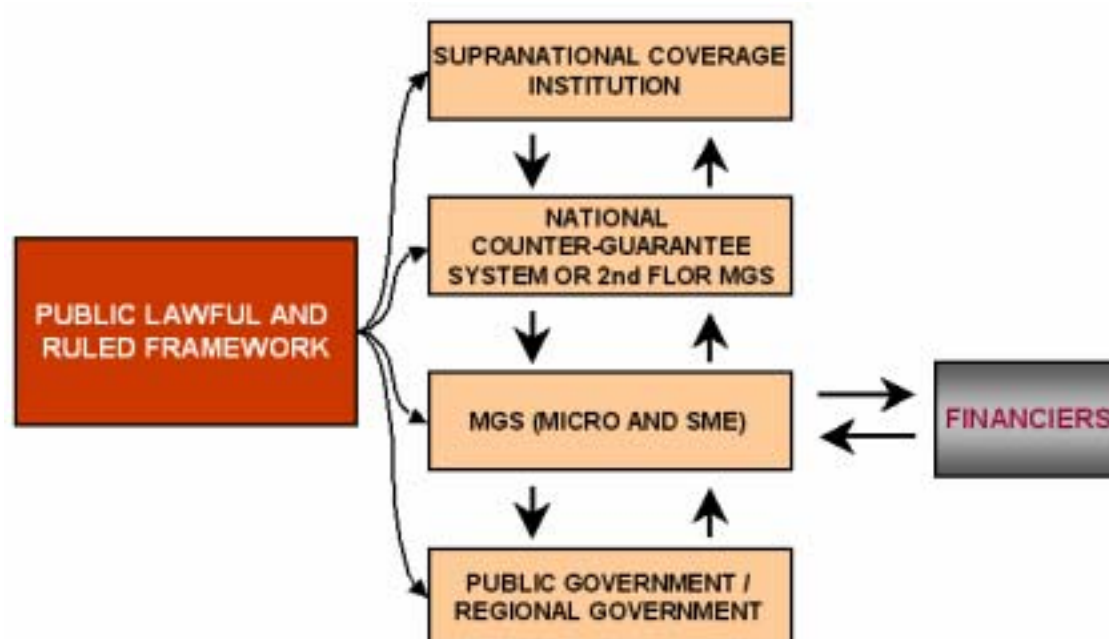 SUPRANATIONAL COVERAGE
INSTITUTION
NATIONAL
COUNTER-GUARANTEE
SYSTEM OR 2nd FLOR MGS
PUBLIC LAWFUL AND
RULED FRAMEWORK
MGS (MICRO AND SME)
FINANCIERS
PUBLIC GOVERNMENT /
REGIONAL GOVERNMENT